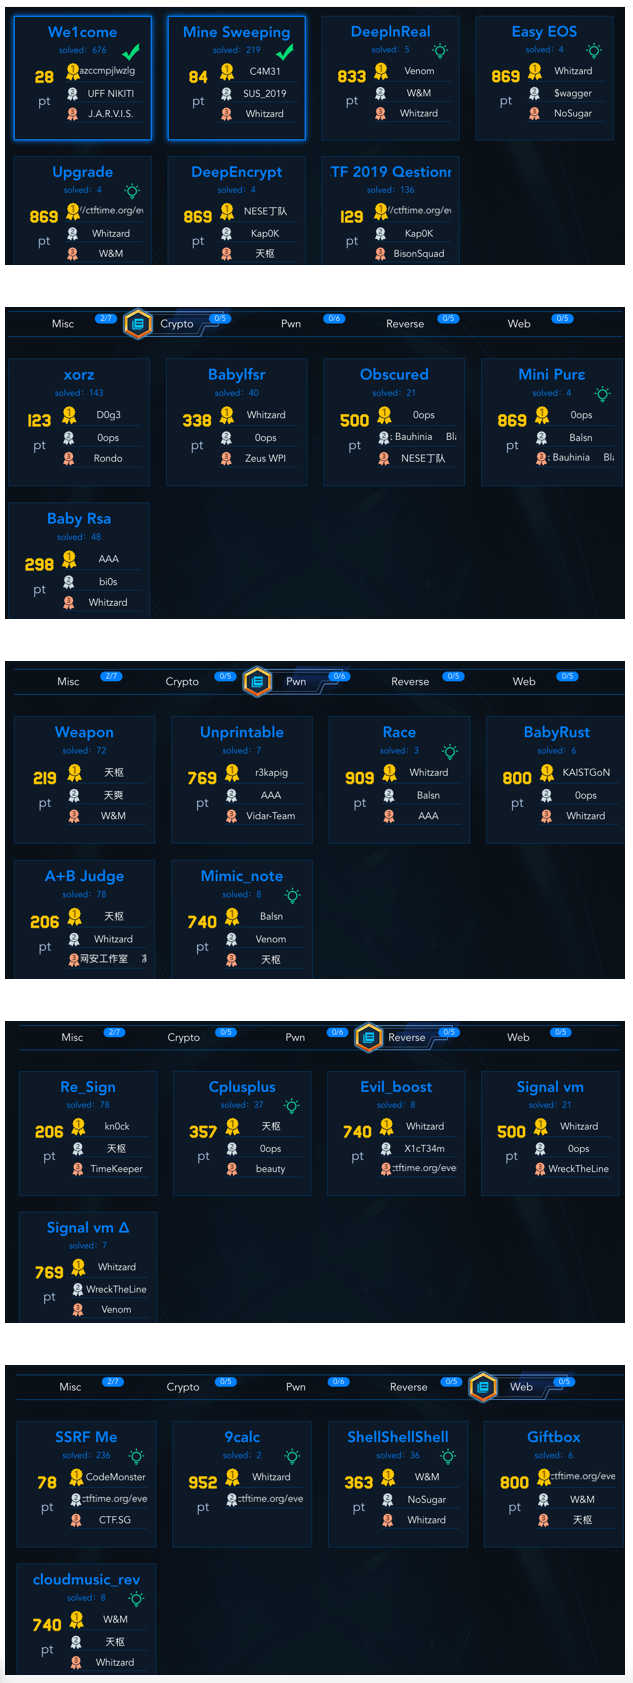 We1come
solved: 676
28 pt
azccmpjlwzlg
UFF NIKITI
J.A.R.V.I.S.
Mine Sweeping
solved: 219
84 pt
C4M31
SUS_2019
Whitzard
DeeplnReal
solved: 5
833 pt
Venom
W&M
Whitzard
Easy EOS
solved: 4
869 pt
Whitzard
$wagger
NoSugar
Upgrade
solved: 4
869 pt
//ctftime.org/ev
Whitzard
W&M
DeepEncrypt
solved: 4
869 pt
NESE丁队
Kap0K
天枢
TF 2019 Qestionn
solved: 136
129 pt
//ctftime.org/ev
Kap0K
BisonSquad
Misc 2/7 Crypto 0/5 Pwn 0/6 Reverse 0/5 Web 0/5
xorz
solved: 143
123 pt
D0g3
0ops
Rondo
Babylfsr
solved: 40
338 pt
Whitzard
0ops
Zeus WPI
Obscured
solved: 21
500 pt
0ops
: Bauhinia Bla
NESE丁队
Mini Purε
solved: 4
869 pt
0ops
Balsn
: Bauhinia Bla
Baby Rsa
solved: 48
298 pt
AAA
bi0s
Whitzard
Misc 2/7 Crypto 0/5 Pwn 0/6 Reverse 0/5 Web 0/5
Weapon
solved: 72
219 pt
天枢
天爽
W&M
Unprintable
solved: 7
769 pt
r3kapig
AAA
Vidar-Team
Race
solved: 3
909 pt
Whitzard
Balsn
AAA
BabyRust
solved: 6
800 pt
KAISTGoN
0ops
Whitzard
A+B Judge
solved: 78
206 pt
天枢
Whitzard
网安工作室
Mimic_note
solved: 8
740 pt
Balsn
Venom
天枢
Misc 2/7 Crypto 0/5 Pwn 0/6 Reverse 0/5 Web 0/5
Re_Sign
solved: 78
206 pt
kn0ck
天枢
TimeKeeper
Cplusplus
solved: 37
357 pt
天枢
0ops
beauty
Evil_boost
solved: 8
740 pt
Whitzard
X1cT34m
ctftime.org/eve
Signal vm
solved: 21
500 pt
Whitzard
0ops
WreckTheLine
Signal vm Δ
solved: 7
769 pt
Whitzard
WreckTheLine
Venom
Misc 2/7 Crypto 0/5 Pwn 0/6 Reverse 0/5 Web 0/5
SSRF Me
solved: 236
78 pt
CodeMonster
ctftime.org/eve
CTF.SG
9calc
solved: 2
952 pt
Whitzard
ctftime.org/eve
ShellShellShell
solved: 36
363 pt
W&M
NoSugar
Whitzard
Giftbox
solved: 6
800 pt
ctftime.org/eve
W&M
天枢
cloudmusic_rev
solved: 8
740 pt
W&M
天枢
Whitzard